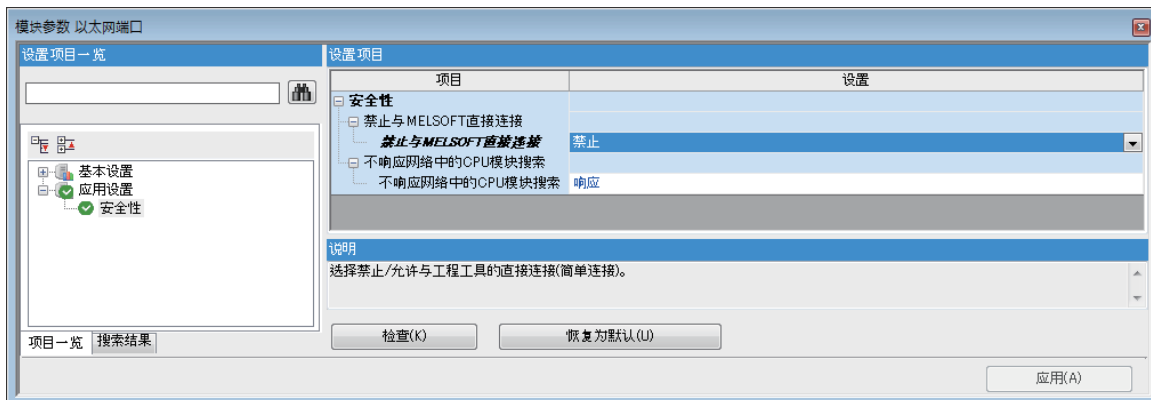 模块参数 以太网端口
设置项目一览
基本设置
应用设置
安全性
项目一览 搜索结果
设置项目
项目 设置
安全性
禁止与MELSOFT直接连接
禁止与MELSOFT直接连接 禁止
不响应网络中的CPU模块搜索
不响应网络中的CPU模块搜索 响应
说明
选择禁止/允许与工程工具的直接连接(简单连接)。
检查(K) 恢复为默认(U)
应用(A)